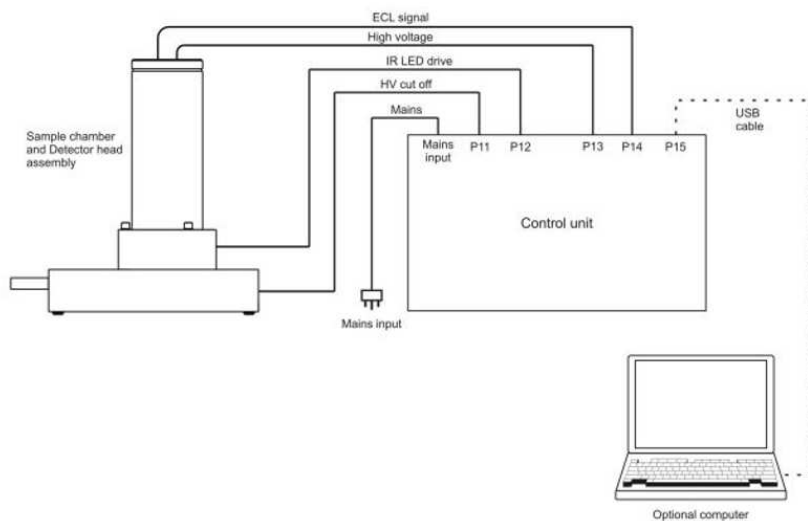 ECL signal
High voltage
IR LED drive
HV cut off
Mains
USB
cable
Sample chamber
and Detector head
assembly
Mains
input
P11
P12
P13
P14
P15
Control unit
Mains input
Optional computer